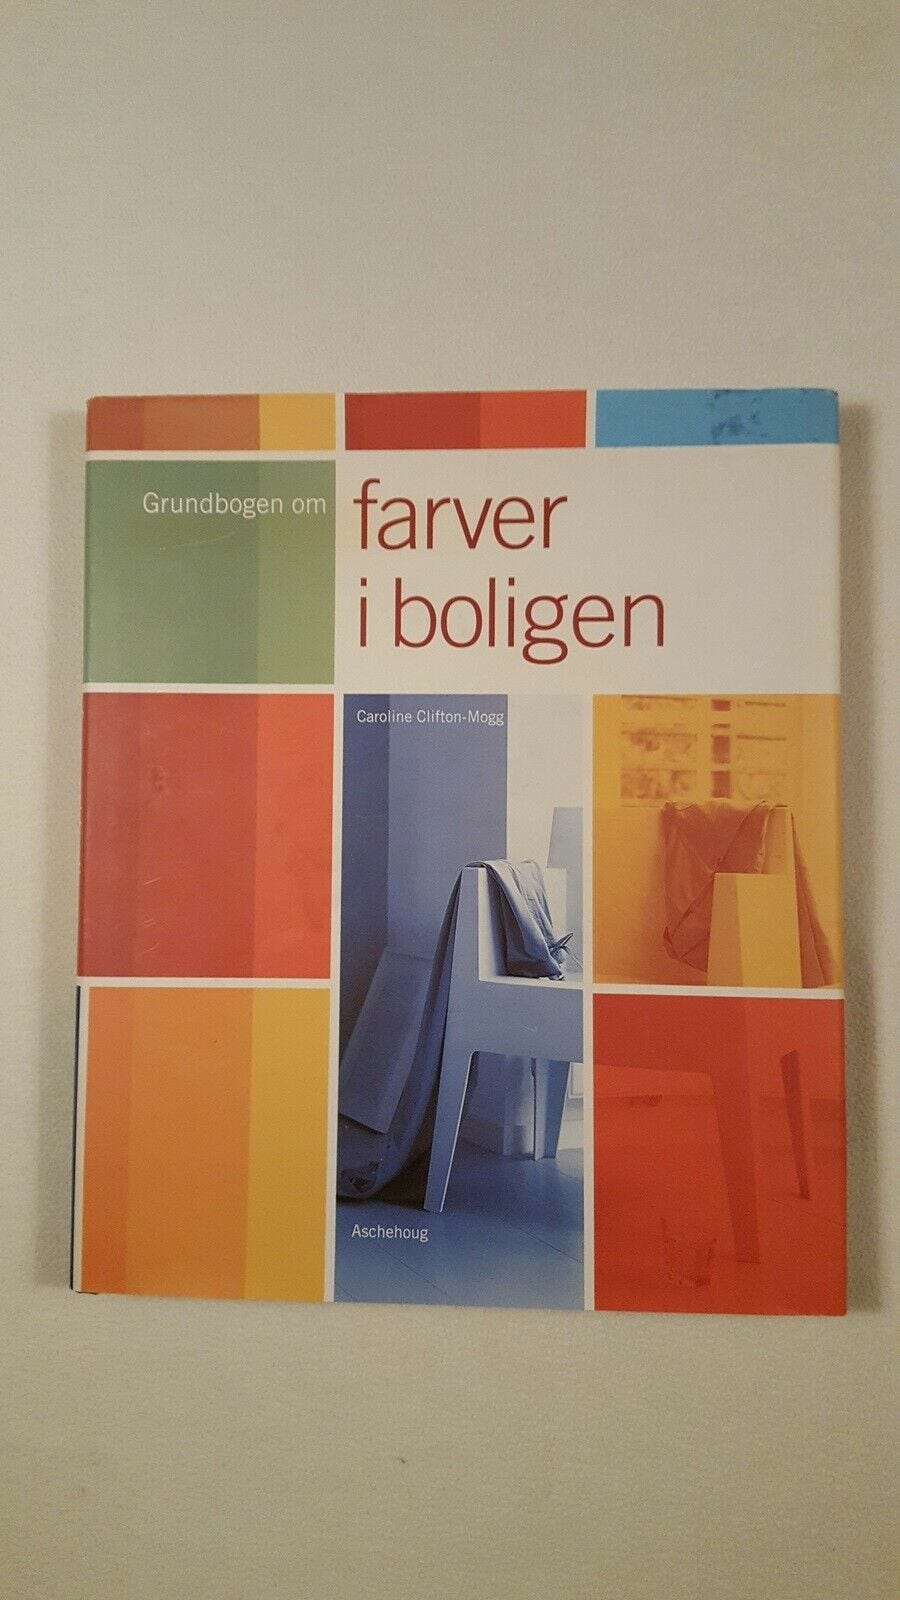 Grundbogen om farver
i boligen
Caroline Clifton-Mogg
Aschehoug